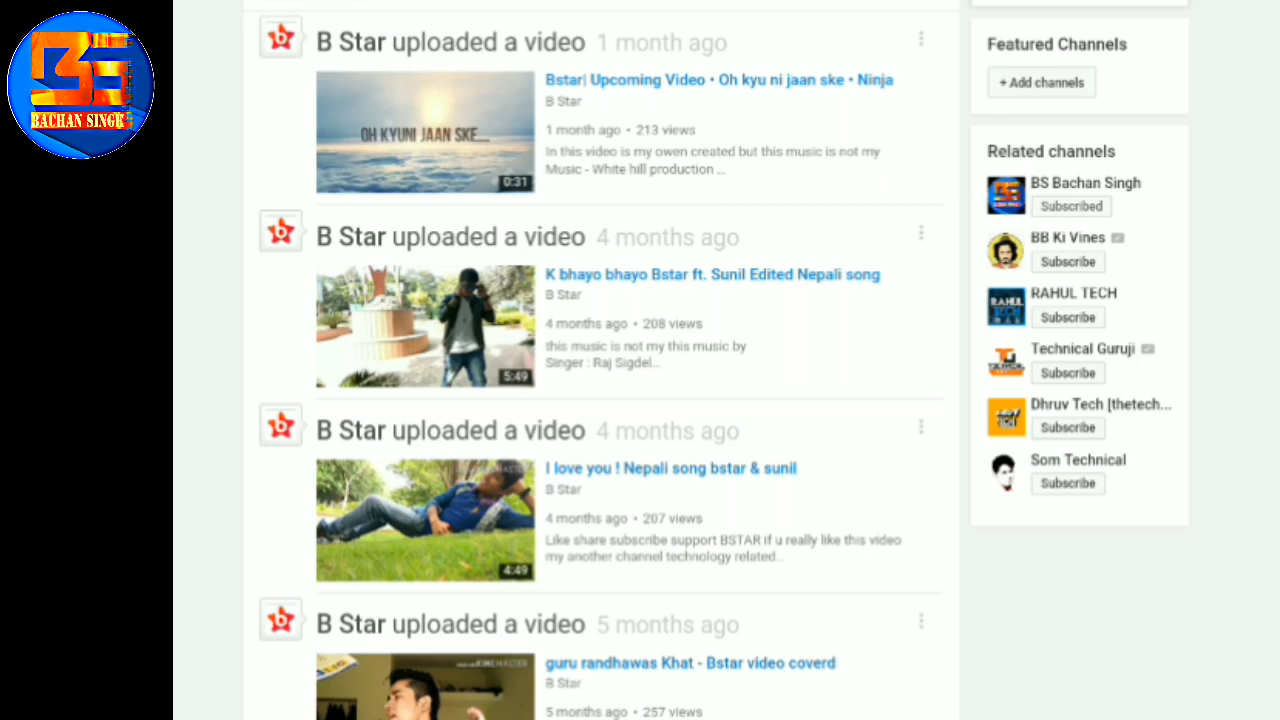 BS
BACHAN SINGH
B Star uploaded a video 1 month ago
Bstar| Upcoming Video • Oh kyu ni jaan ske • Ninja
B Star
1 month ago • 213 views
In this video is my owen created but this music is not my
Music - White hill production ...
OH KYU NI JAAN SKE....
0:31
B Star uploaded a video 4 months ago
K bhayo bhayo Bstar ft. Sunil Edited Nepali song
B Star
4 months ago • 208 views
this music is not my this music by
Singer : Raj Sigdel...
5:49
B Star uploaded a video 4 months ago
I love you ! Nepali song bstar & sunil
B Star
4 months ago • 207 views
Like share subscribe support BSTAR if u really like this video
my another channel technology related...
4:49
B Star uploaded a video 5 months ago
guru randhawas Khat - Bstar video coverd
B Star
5 months ago • 257 views
KINEMASTER
Featured Channels
+ Add channels
Related channels
BS Bachan Singh
Subscribed
BB Ki Vines
Subscribe
RAHUL TECH
Subscribe
Technical Guruji
Subscribe
Dhruv Tech [thetech...
Subscribe
Som Technical
Subscribe